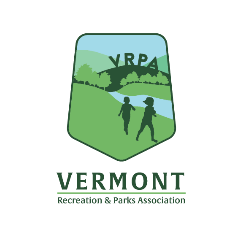 VRPA
VERMONT
Recreation & Parks Association